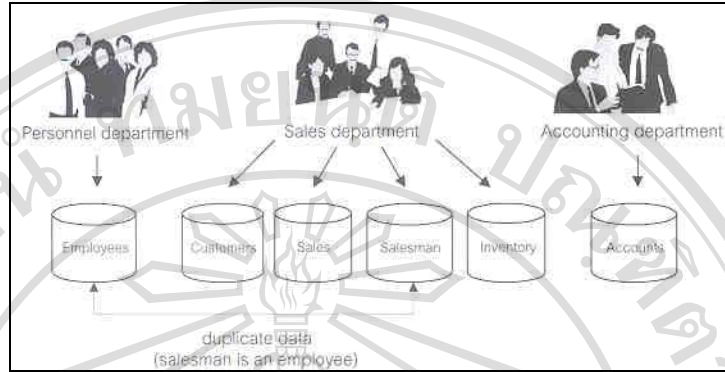 Personnel department
Sales department
Accounting department
Employees
Customers
Sales
Salesman
Inventory
Accounts
duplicate data
(salesman is an employee)